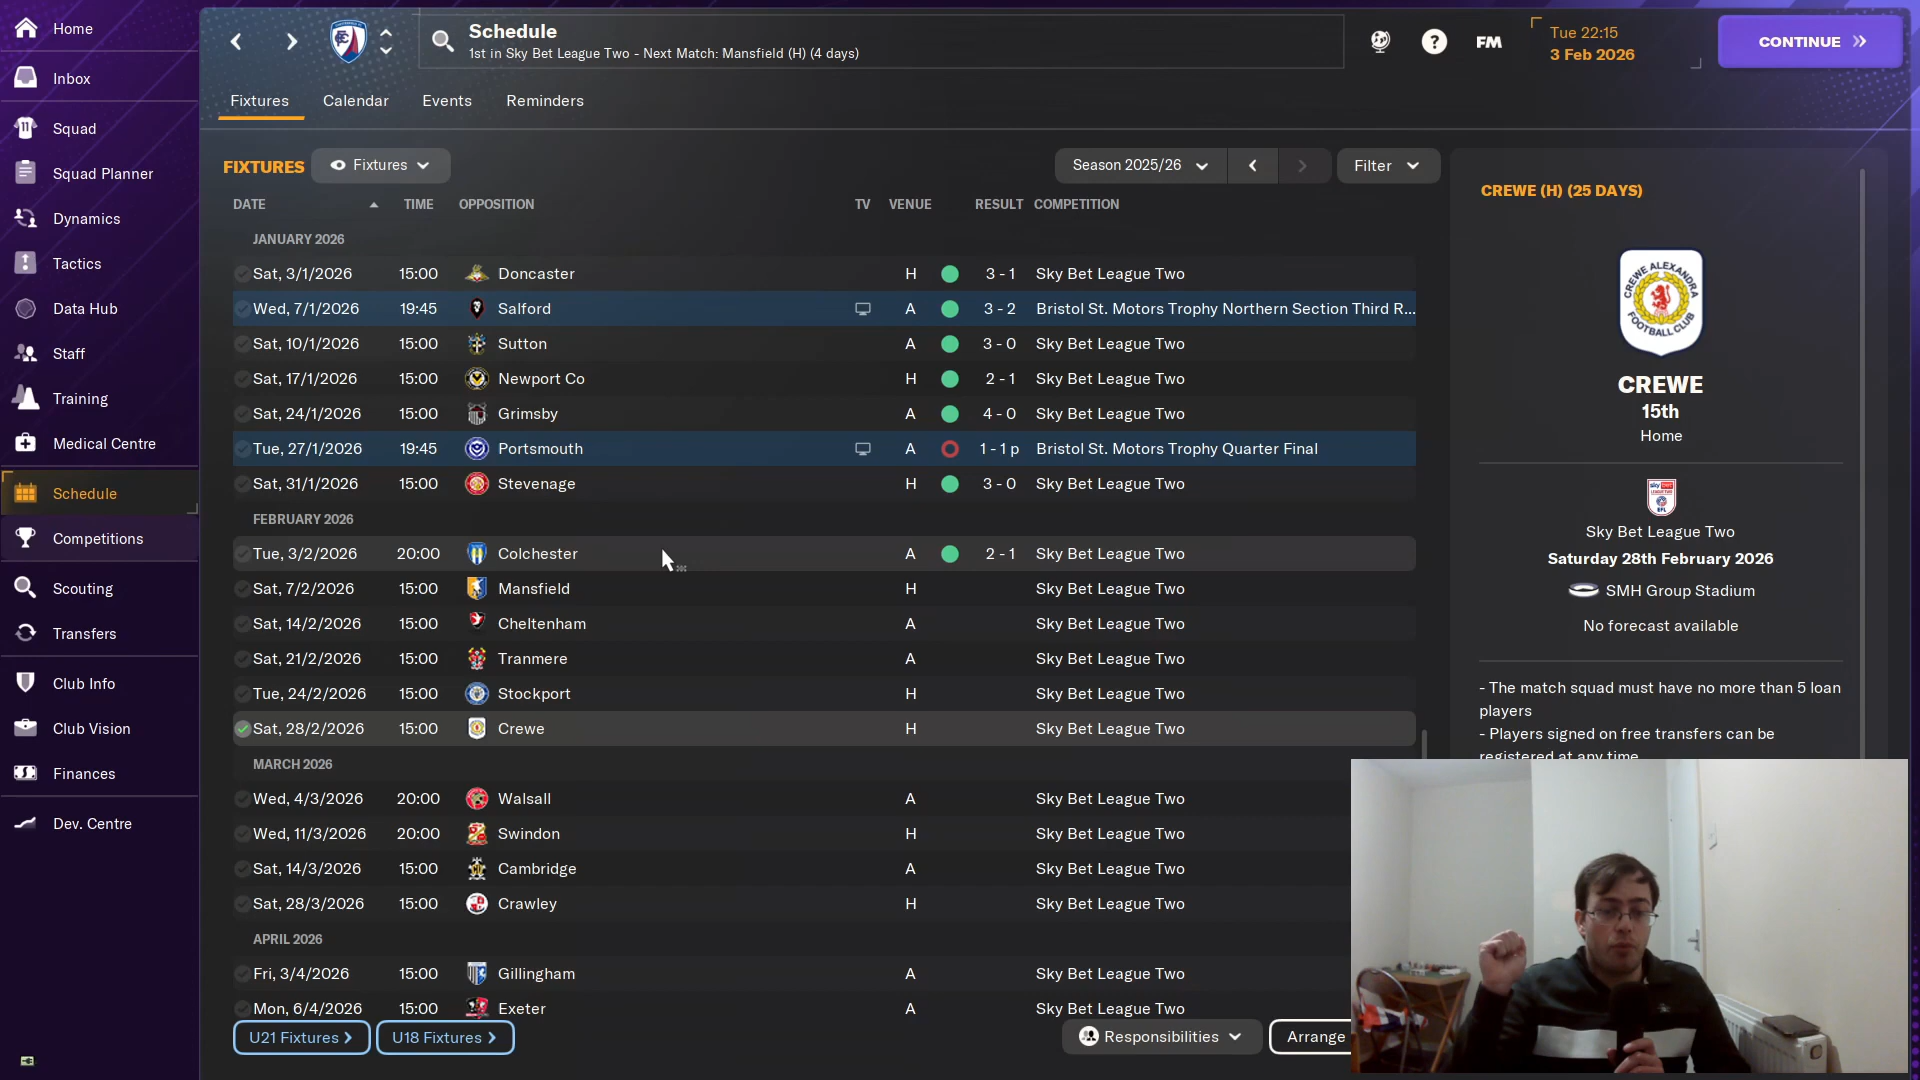 Home
Inbox
Squad
Squad Planner
Dynamics
Tactics
Data Hub
Staff
Training
Medical Centre
Schedule
Competitions
Scouting
Transfers
Club Info
Club Vision
Finances
Dev. Centre
Schedule
1st in Sky Bet League Two - Next Match: Mansfield (H) (4 days)
?
FM
Tue 22:15
3 Feb 2026
CONTINUE
Fixtures Calendar Events Reminders
FIXTURES Fixtures Season 2025/26 Filter
DATE TIME OPPOSITION TV VENUE RESULT COMPETITION
JANUARY 2026
Sat, 3/1/2026 15:00 Doncaster H 3 - 1 Sky Bet League Two
Wed, 7/1/2026 19:45 Salford A 3 - 2 Bristol St. Motors Trophy Northern Section Third R...
Sat, 10/1/2026 15:00 Sutton A 3 - 0 Sky Bet League Two
Sat, 17/1/2026 15:00 Newport Co H 2 - 1 Sky Bet League Two
Sat, 24/1/2026 15:00 Grimsby A 4 - 0 Sky Bet League Two
Tue, 27/1/2026 19:45 Portsmouth A 1 - 1 p Bristol St. Motors Trophy Quarter Final
Sat, 31/1/2026 15:00 Stevenage H 3 - 0 Sky Bet League Two
FEBRUARY 2026
Tue, 3/2/2026 20:00 Colchester A 2 - 1 Sky Bet League Two
Sat, 7/2/2026 15:00 Mansfield H Sky Bet League Two
Sat, 14/2/2026 15:00 Cheltenham A Sky Bet League Two
Sat, 21/2/2026 15:00 Tranmere A Sky Bet League Two
Tue, 24/2/2026 15:00 Stockport H Sky Bet League Two
Sat, 28/2/2026 15:00 Crewe H Sky Bet League Two
MARCH 2026
Wed, 4/3/2026 20:00 Walsall A Sky Bet League Two
Wed, 11/3/2026 20:00 Swindon H Sky Bet League Two
Sat, 14/3/2026 15:00 Cambridge A Sky Bet League Two
Sat, 28/3/2026 15:00 Crawley H Sky Bet League Two
APRIL 2026
Fri, 3/4/2026 15:00 Gillingham A Sky Bet League Two
Mon, 6/4/2026 15:00 Exeter A Sky Bet League Two
U21 Fixtures U18 Fixtures Responsibilities Arrange
CREWE (H) (25 DAYS)
CREWE ALEXANDRA
FOOTBALL CLUB
CREWE
15th
Home
sky bet
EFL
Sky Bet League Two
Saturday 28th February 2026
SMH Group Stadium
No forecast available
- The match squad must have no more than 5 loan
players
- Players signed on free transfers can be
registered at any time